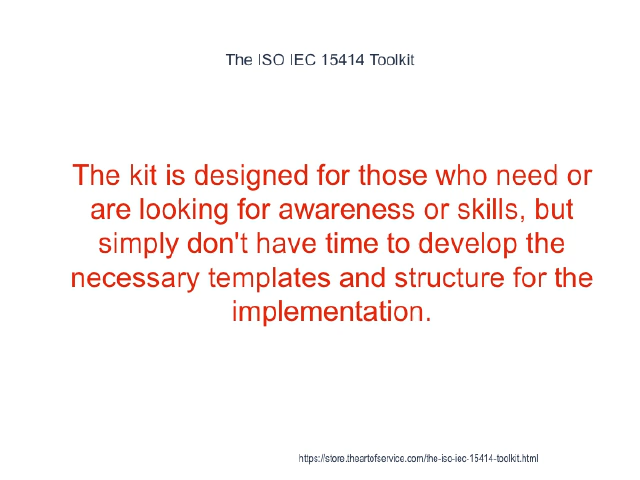 The ISO IEC 15414 Toolkit
The kit is designed for those who need or
are looking for awareness or skills, but
simply don't have time to develop the
necessary templates and structure for the
implementation.
https://store.theartofservice.com/the-iso-iec-15414-toolkit.html